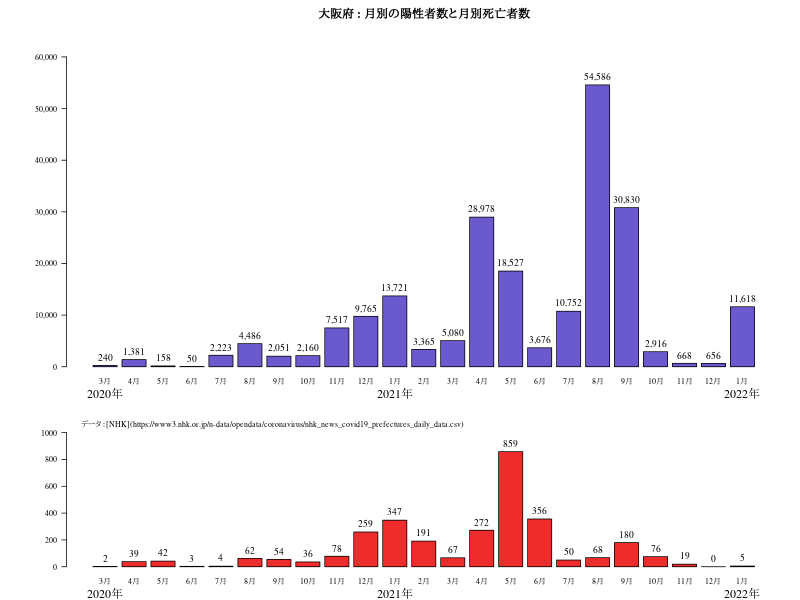 大阪府 : 月別の陽性者数と月別死亡者数
60,000
50,000
40,000
30,000
20,000
10,000
0
240 1,381 158 50 2,223 4,486 2,051 2,160 7,517 9,765 13,721 3,365 5,080 28,978 18,527 3,676 10,752 54,586 30,830 2,916 668 656 11,618
3月 4月 5月 6月 7月 8月 9月 10月 11月 12月 1月 2月 3月 4月 5月 6月 7月 8月 9月 10月 11月 12月 1月
2020年 2021年 2022年
データ : [NHK](https://www3.nhk.or.jp/n-data/opendata/coronavirus/nhk_news_covid19_prefectures_daily_data.csv)
1000
800
600
400
200
0
2 39 42 3 4 62 54 36 78 259 347 191 67 272 859 356 50 68 180 76 19 0 5
3月 4月 5月 6月 7月 8月 9月 10月 11月 12月 1月 2月 3月 4月 5月 6月 7月 8月 9月 10月 11月 12月 1月
2020年 2021年 2022年